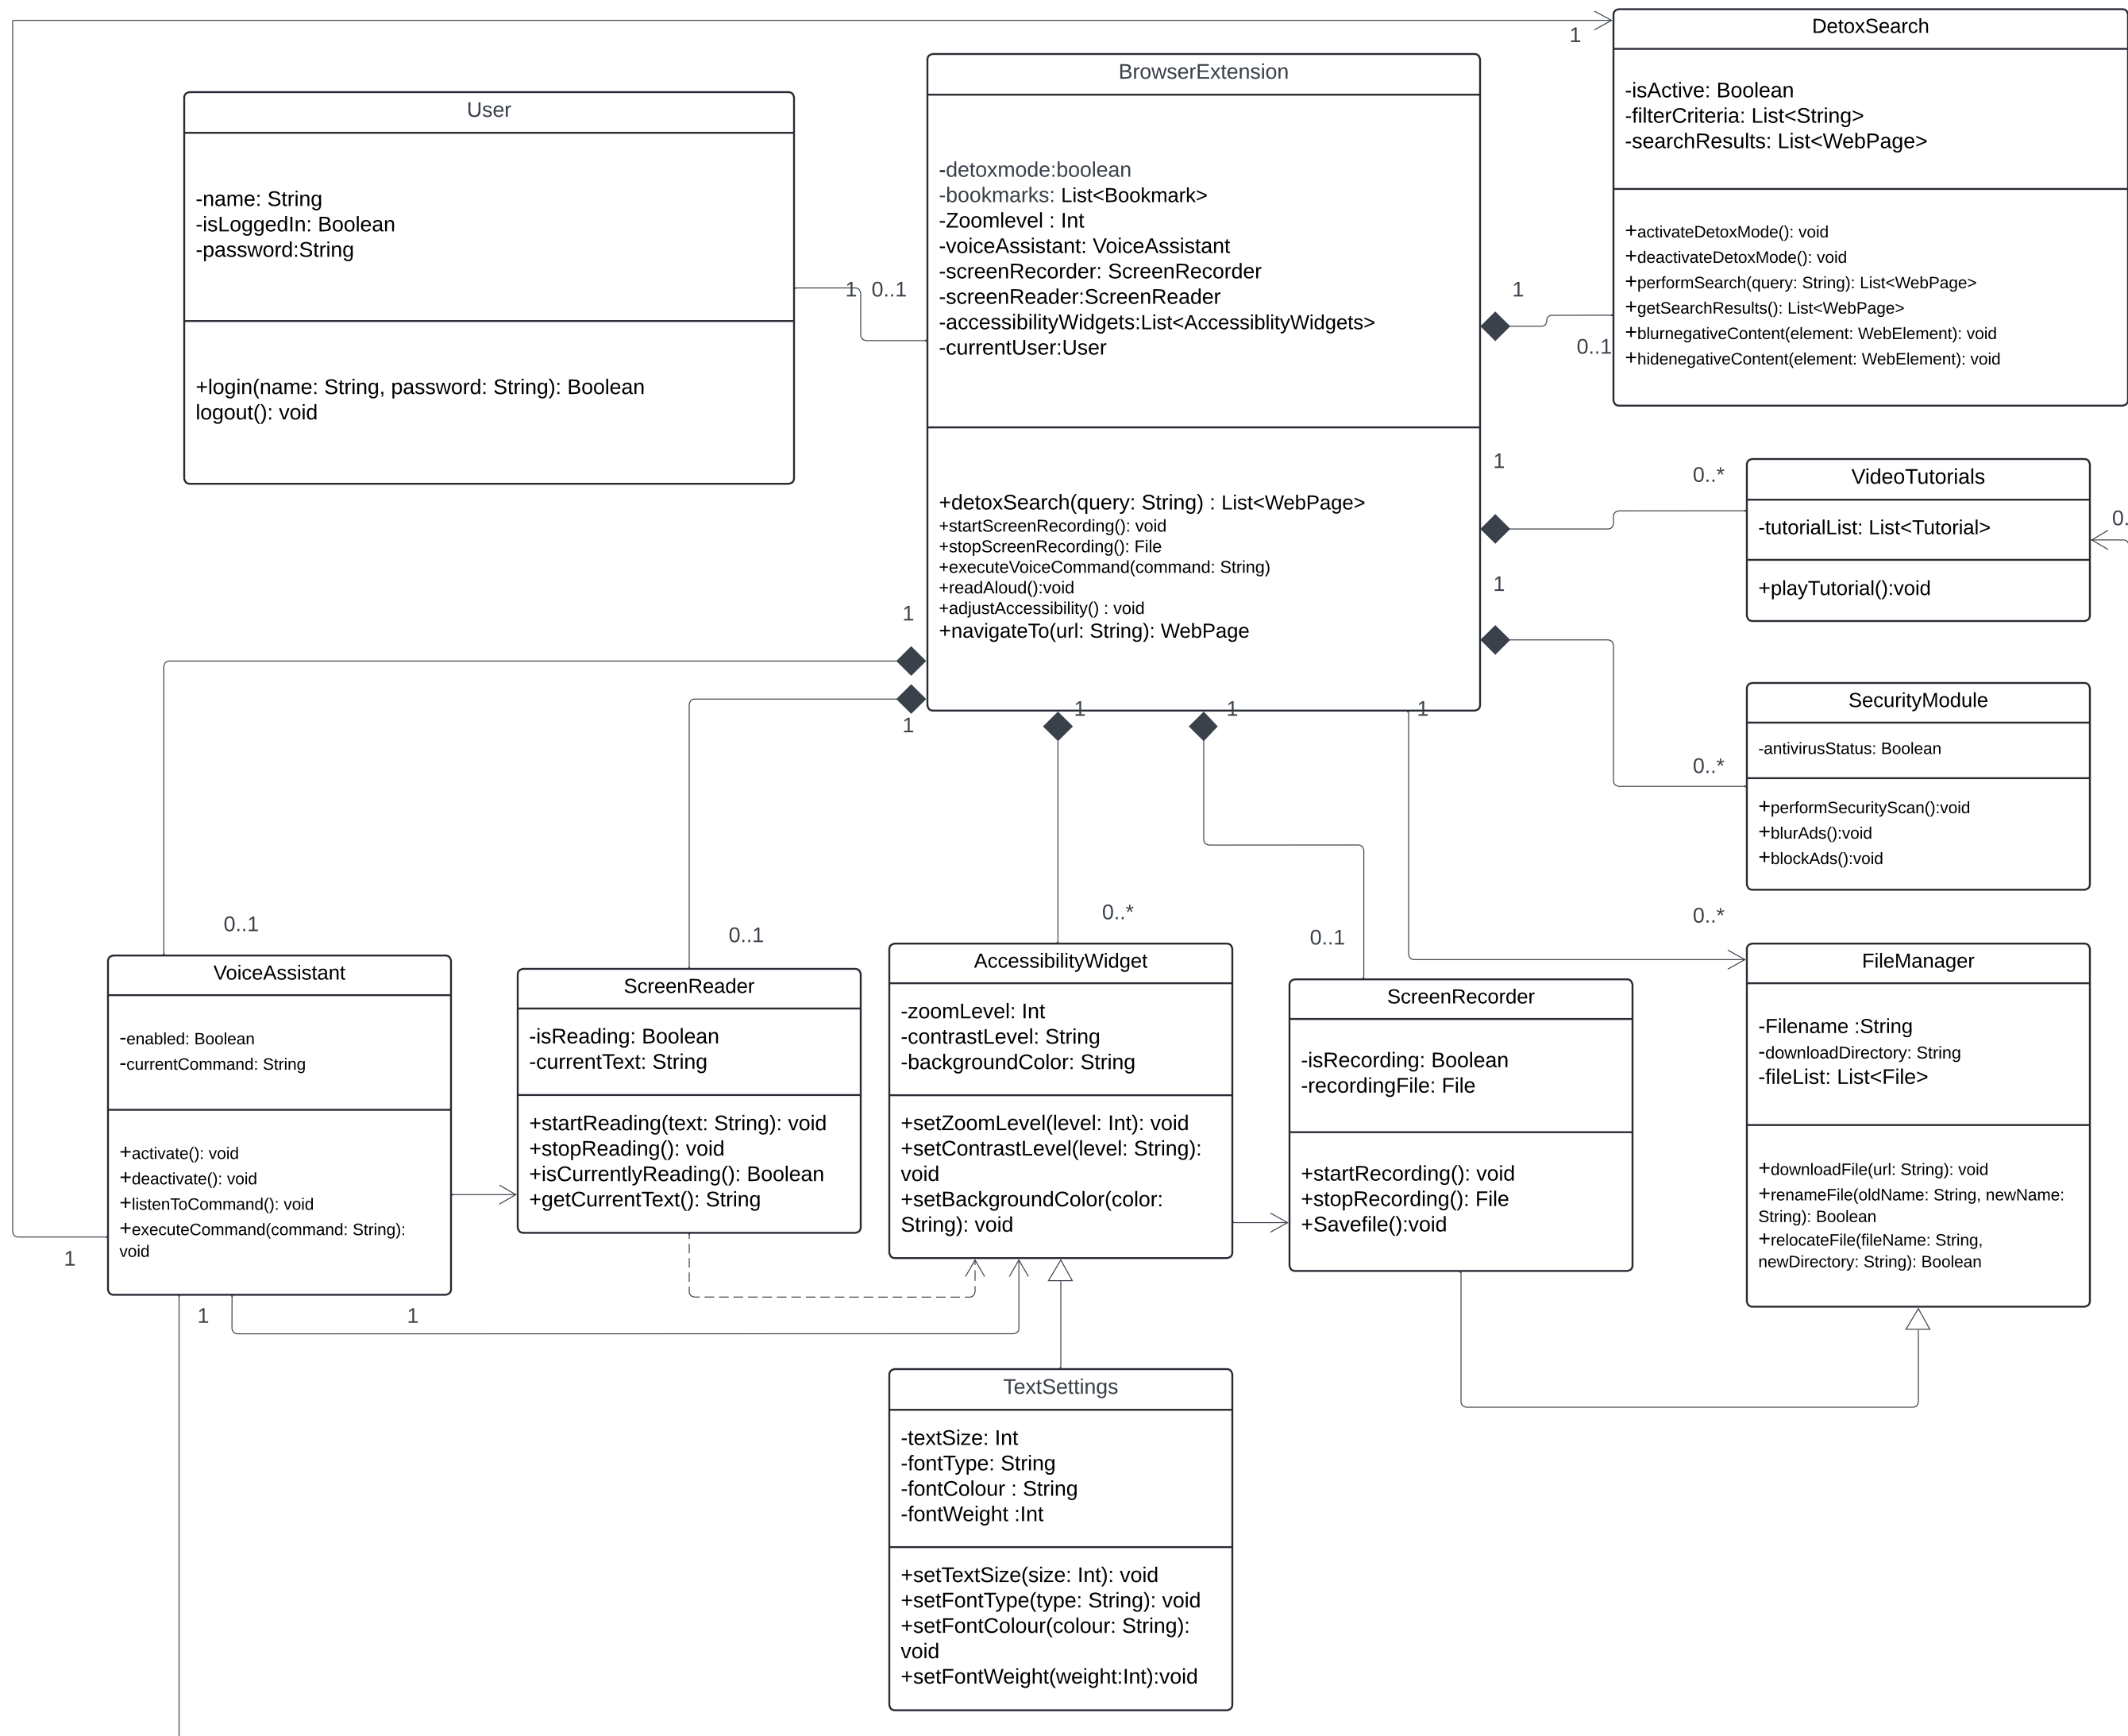 1
DetoxSearch
-isActive: Boolean
-filterCriteria: List<String>
-searchResults: List<WebPage>
+activateDetoxMode(): void
+deactivateDetoxMode(): void
+performSearch(query: String): List<WebPage>
+getSearchResults(): List<WebPage>
+blurnegativeContent(element: WebElement): void
+hidenegativeContent(element: WebElement): void
BrowserExtension
-detoxmode:boolean
-bookmarks: List<Bookmark>
-Zoomlevel : Int
-voiceAssistant: VoiceAssistant
-screenRecorder: ScreenRecorder
-screenReader:ScreenReader
-accessibilityWidgets:List<AccessiblityWidgets>
-currentUser:User
+detoxSearch(query: String) : List<WebPage>
+startScreenRecording(): void
+stopScreenRecording(): File
+executeVoiceCommand(command: String)
+readAloud():void
+adjustAccessibility() : void
+navigateTo(url: String): WebPage
User
-name: String
-isLoggedIn: Boolean
-password:String
+login(name: String, password: String): Boolean
logout(): void
1 0..1
1
0..1
1
0..*
VideoTutorials
-tutorialList: List<Tutorial>
+playTutorial():void
0.
1
1
1
1
1
1
SecurityModule
-antivirusStatus: Boolean
+performSecurityScan():void
+blurAds():void
+blockAds():void
0..*
0..*
0..1
0..1
0..*
0..1
VoiceAssistant
-enabled: Boolean
-currentCommand: String
+activate(): void
+deactivate(): void
+listenToCommand(): void
+executeCommand(command: String):
void
ScreenReader
-isReading: Boolean
-currentText: String
+startReading(text: String): void
+stopReading(): void
+isCurrentlyReading(): Boolean
+getCurrentText(): String
AccessibilityWidget
-zoomLevel: Int
-contrastLevel: String
-backgroundColor: String
+setZoomLevel(level: Int): void
+setContrastLevel(level: String):
void
+setBackgroundColor(color:
String): void
ScreenRecorder
-isRecording: Boolean
-recordingFile: File
+startRecording(): void
+stopRecording(): File
+Savefile():void
FileManager
-Filename :String
-downloadDirectory: String
-fileList: List<File>
+downloadFile(url: String): void
+renameFile(oldName: String, newName:
String): Boolean
+relocateFile(fileName: String,
newDirectory: String): Boolean
1
1
1
TextSettings
-textSize: Int
-fontType: String
-fontColour : String
-fontWeight :Int
+setTextSize(size: Int): void
+setFontType(type: String): void
+setFontColour(colour: String):
void
+setFontWeight(weight:Int):void